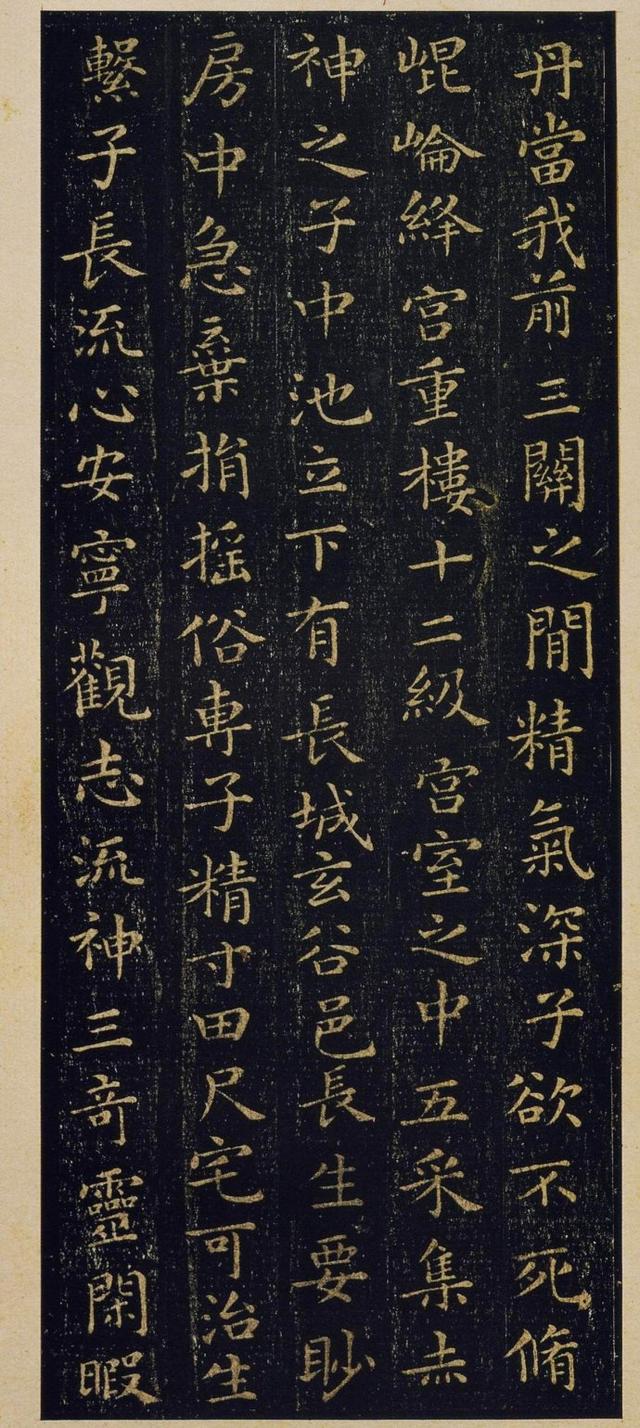 丹當我前三關之間精氣深子欲不死脩
崐崘絳宮重樓十二級宮室之中五采集赤
神之子中池立下有長城玄谷邑長生要眇
房中急棄捐揺俗專子精寸田尺宅可治生
繫子長流心安寧觀志流神三奇靈閑暇